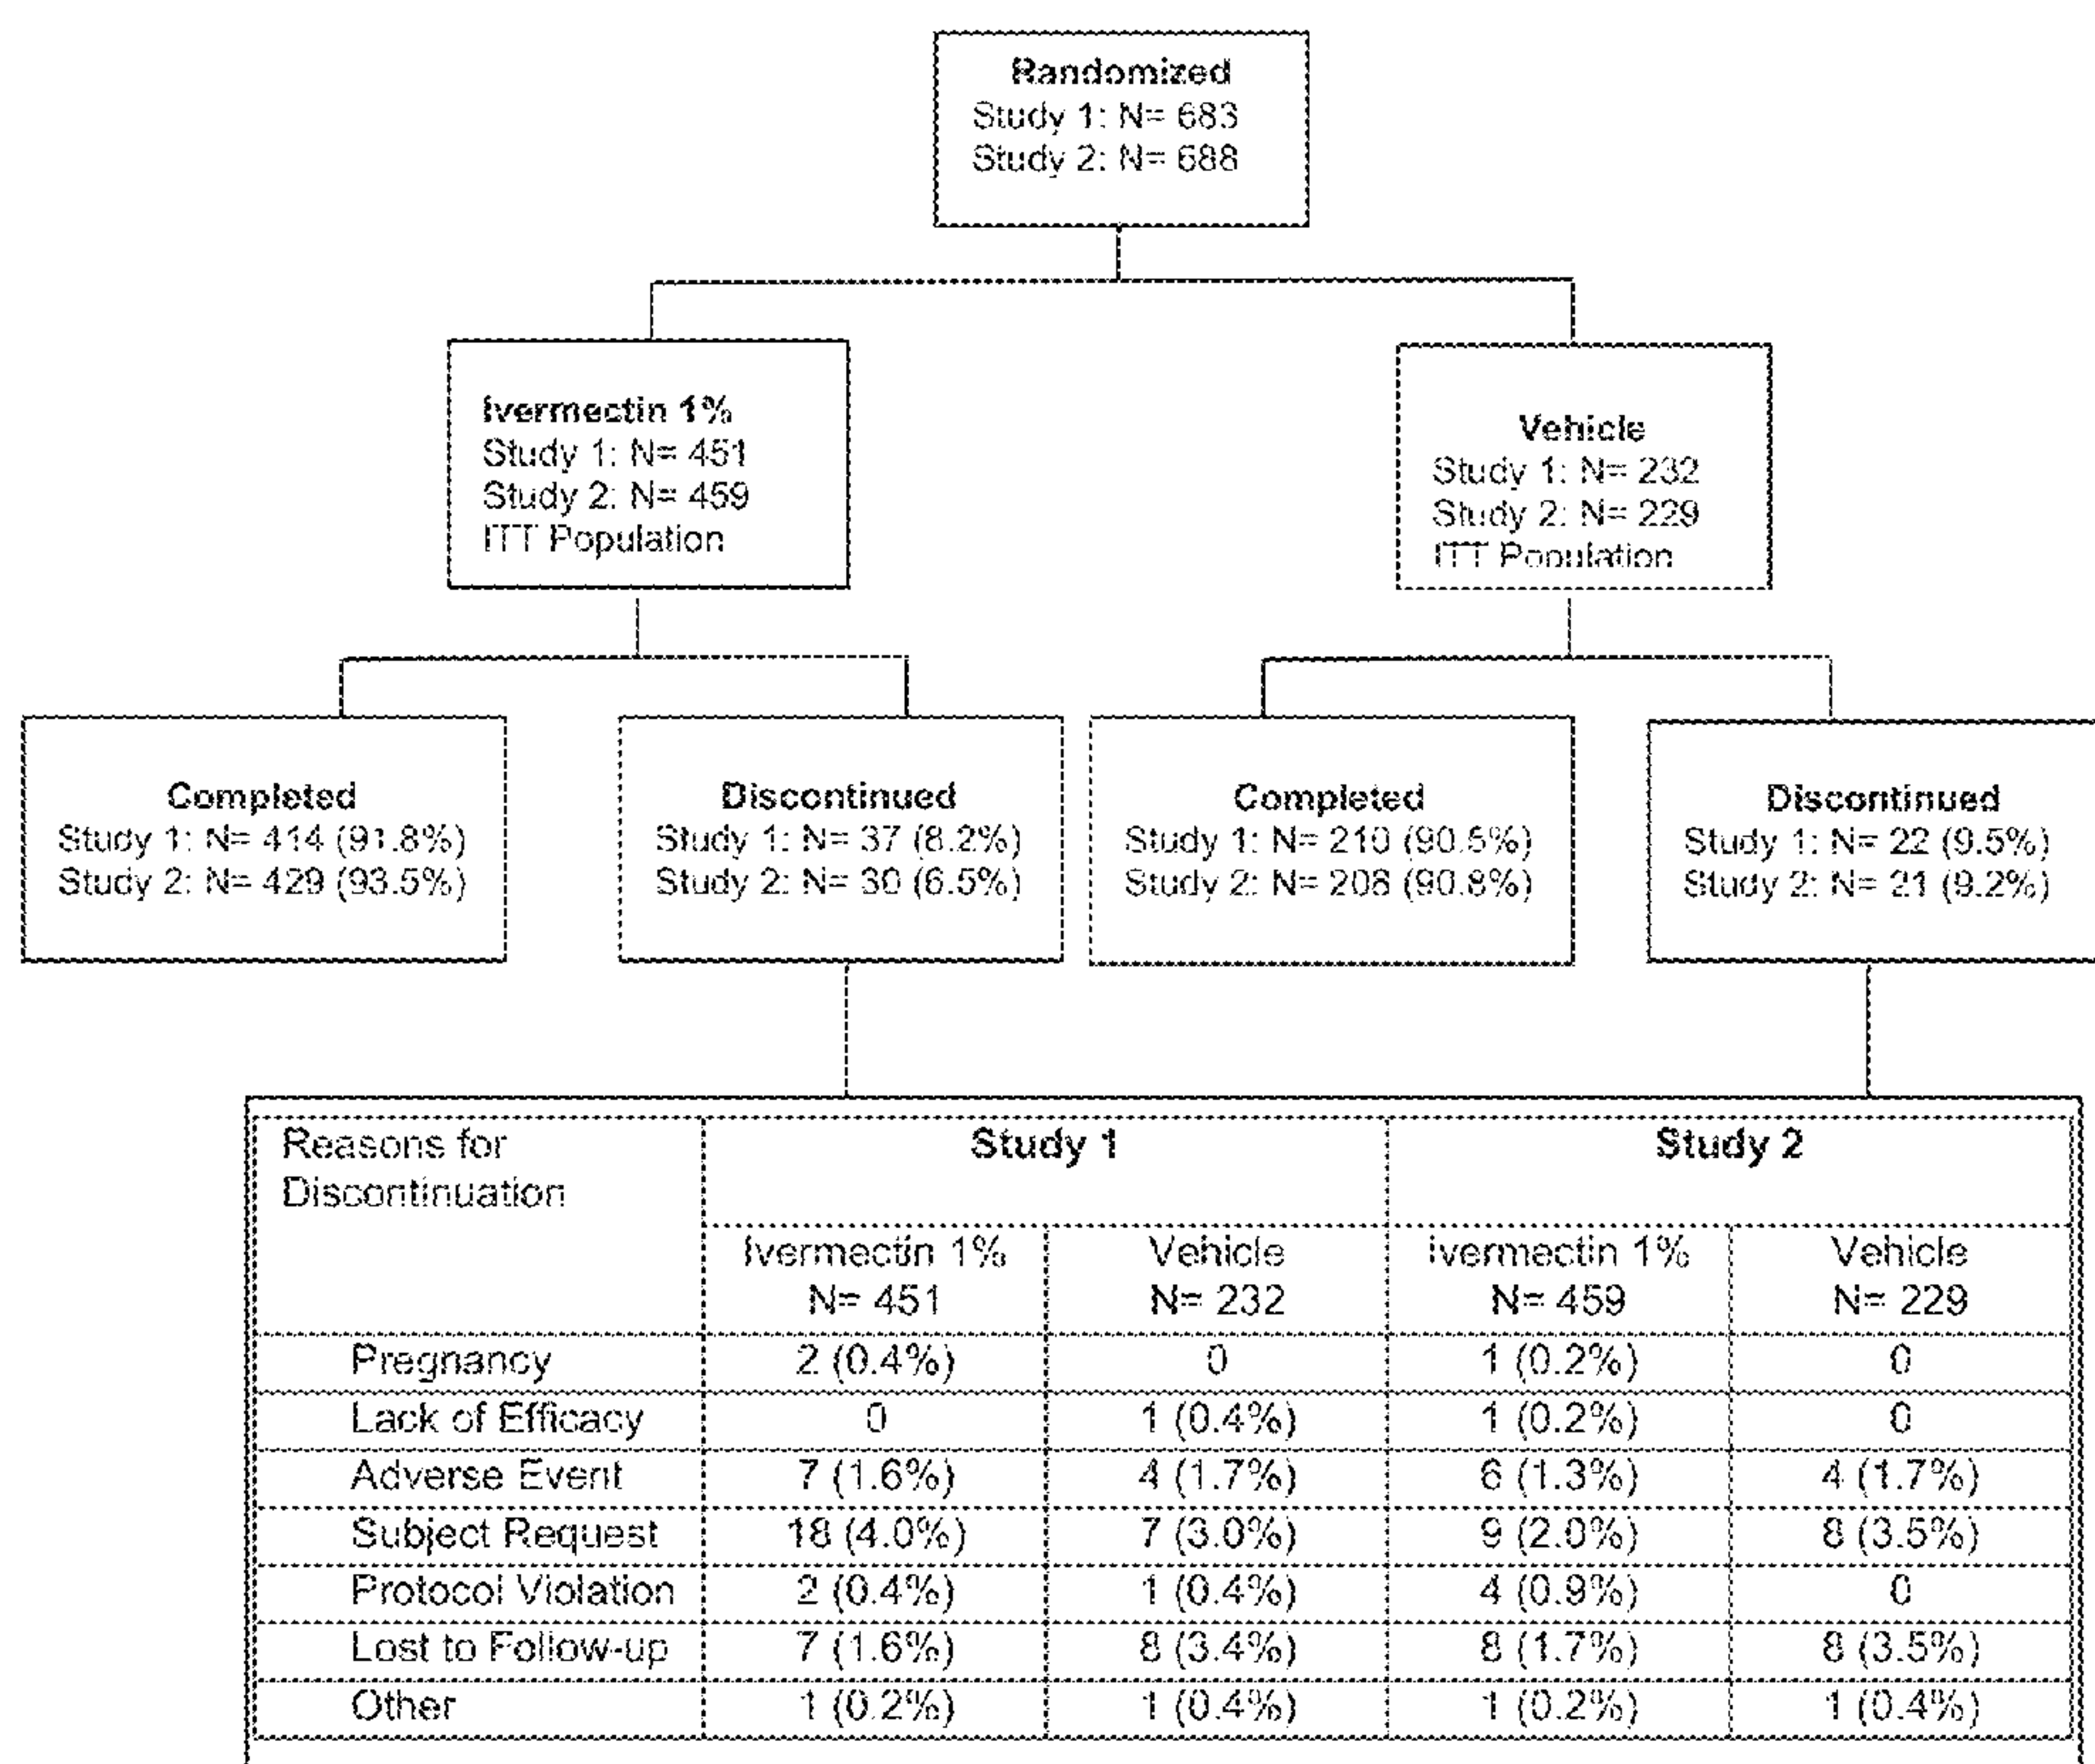 Randomized
Study 1: N= 683
Study 2: N= 688
Ivermectin 1%
Study 1: N= 451
Study 2: N= 459
ITT Population
Vehicle
Study 1: N= 232
Study 2: N= 229
ITT Population
Completed
Study 1: N= 414 (91.8%)
Study 2: N= 429 (93.5%)
Discontinued
Study 1: N= 37 (8.2%)
Study 2: N= 30 (6.5%)
Completed
Study 1: N= 210 (90.5%)
Study 2: N= 208 (90.8%)
Discontinued
Study 1: N= 22 (9.5%)
Study 2: N= 21 (9.2%)
Reasons for Study 1 Study 2
Discontinuation
Ivermectin 1% Vehicle Ivermectin 1% Vehicle
N= 451 N= 232 N= 459 N= 229
Pregnancy 2 (0.4%) 0 1 (0.2%) 0
Lack of Efficacy 0 1 (0.4%) 1 (0.2%) 0
Adverse Event 7 (1.6%) 4 (1.7%) 6 (1.3%) 4 (1.7%)
Subject Request 18 (4.0%) 7 (3.0%) 9 (2.0%) 8 (3.5%)
Protocol Violation 2 (0.4%) 1 (0.4%) 4 (0.9%) 0
Lost to Follow-up 7 (1.6%) 8 (3.4%) 8 (1.7%) 8 (3.5%)
Other 1 (0.2%) 1 (0.4%) 1 (0.2%) 1 (0.4%)